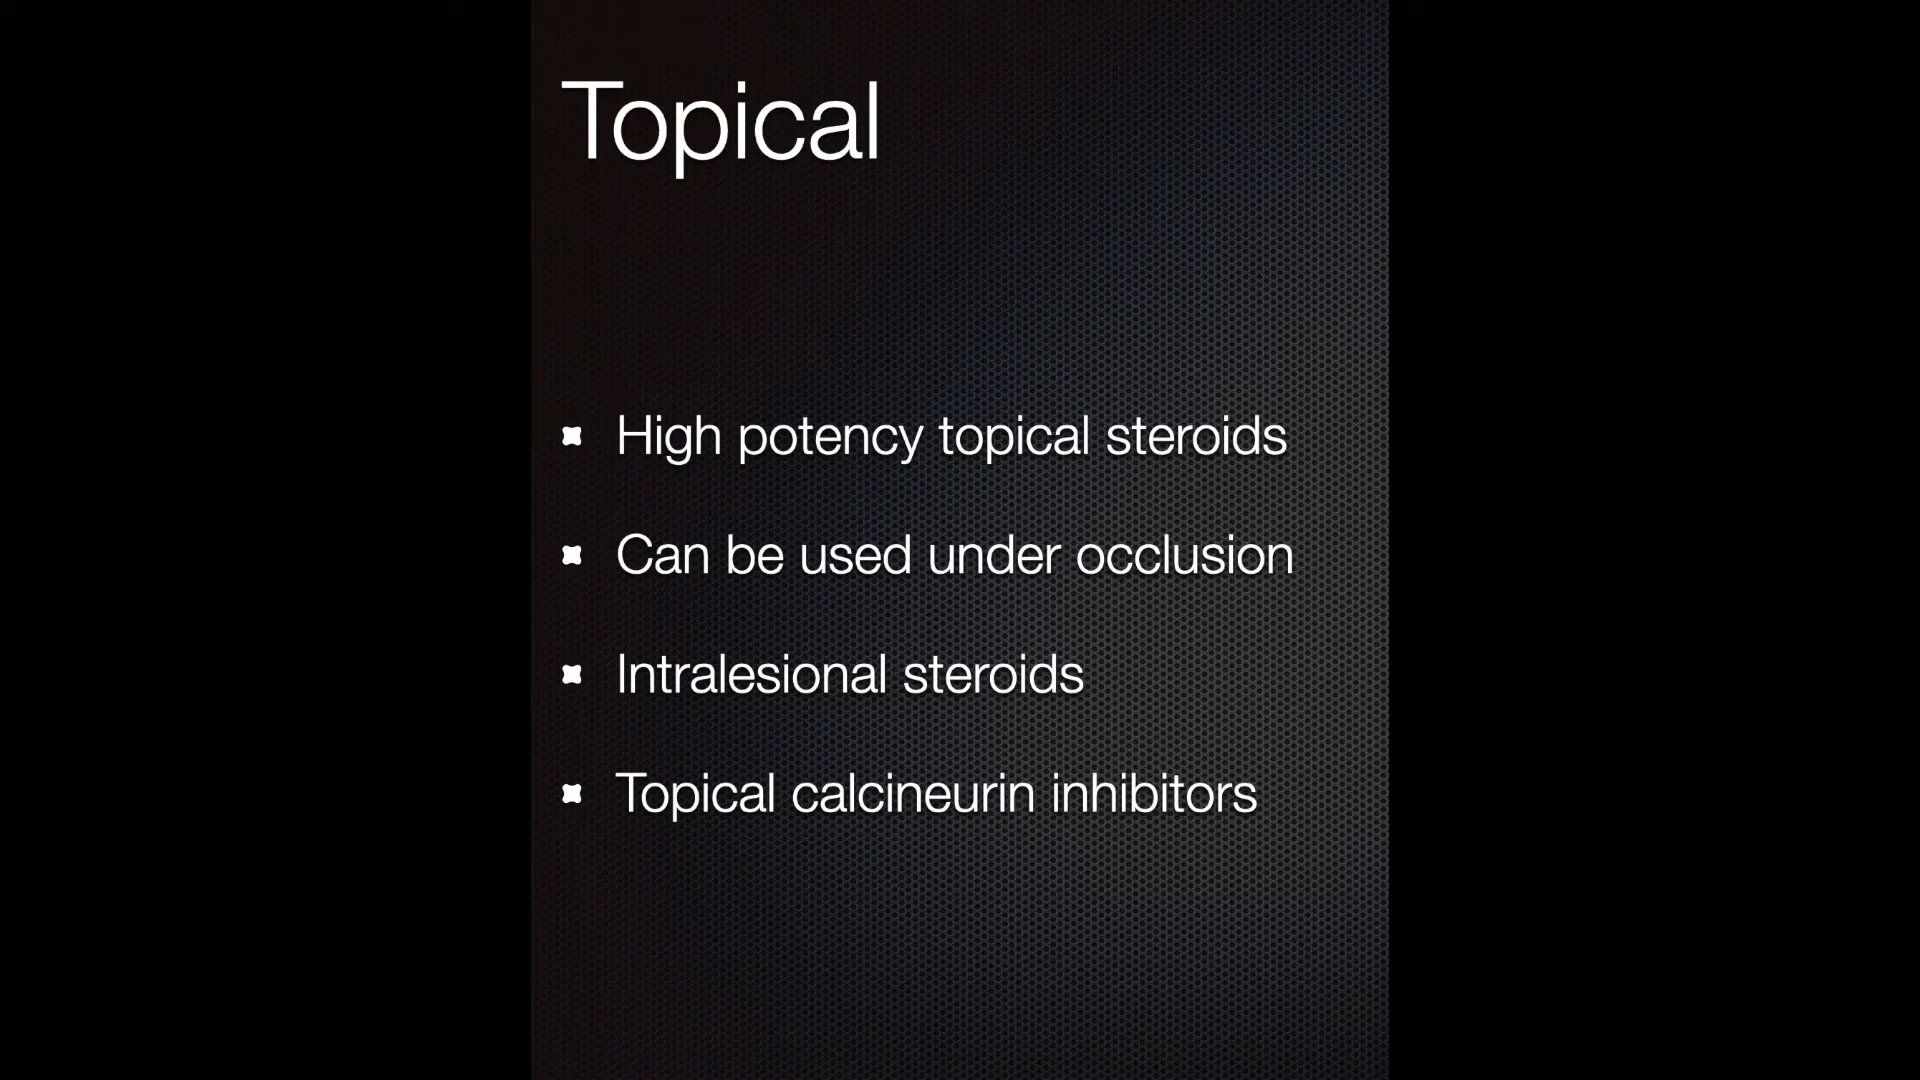 Topical
High potency topical steroids
Can be used under occlusion
Intralesional steroids
Topical calcineurin inhibitors